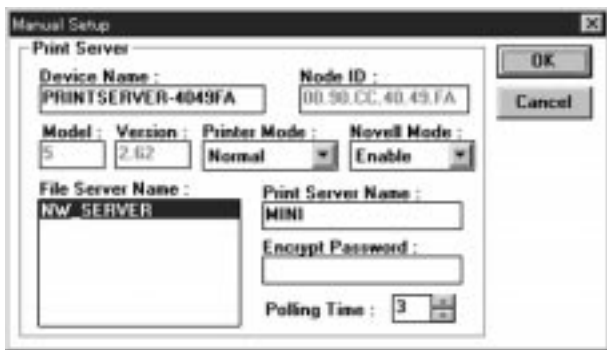 Manual Setup
Print Server
OK
Cancel
Device Name :
PRINTSERVER-4049FA
Node ID :
00.90.CC.40.49.FA
Model :
5
Version :
2.62
Printer Mode :
Normal
Novell Mode :
Enable
File Server Name :
NW_SERVER
Print Server Name :
MINI
Encrypt Password :
Polling Time :
3